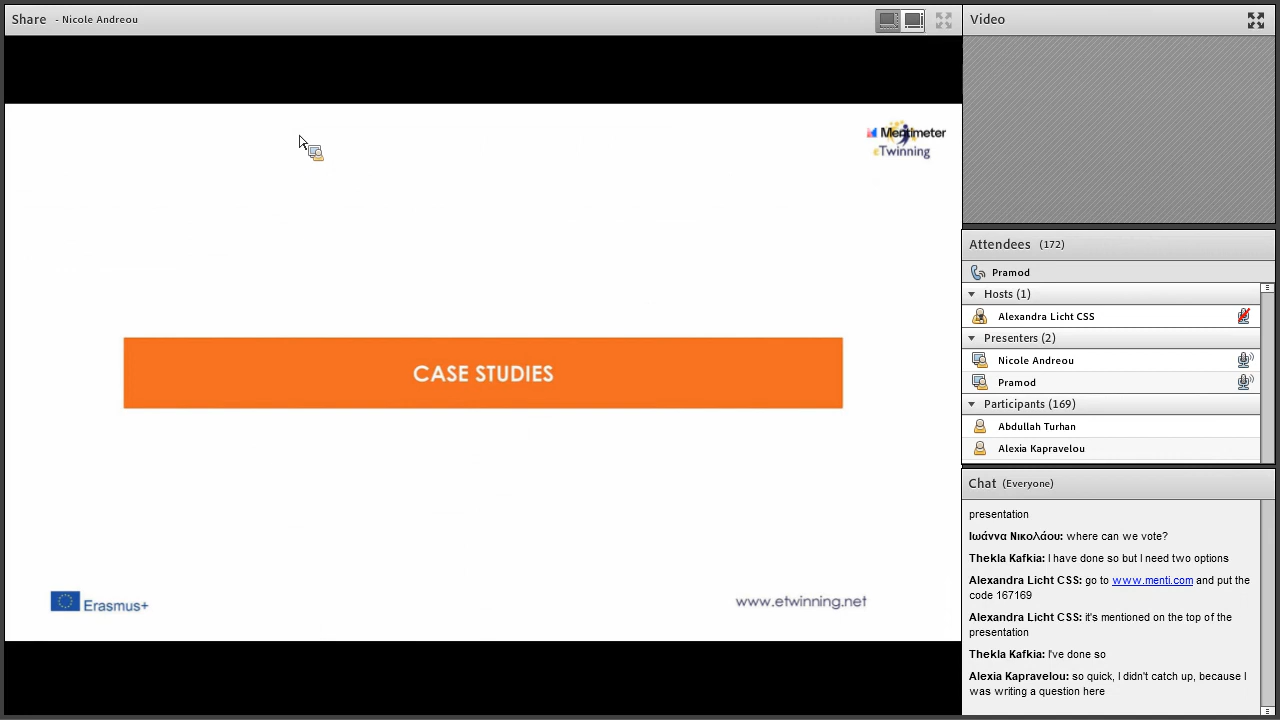 Share - Nicole Andreou
Mentimeter
eTwinning
CASE STUDIES
Erasmus+
www.etwinning.net
Video
Attendees (172)
Pramod
Hosts (1)
Alexandra Licht CSS
Presenters (2)
Nicole Andreou
Pramod
Participants (169)
Abdullah Turhan
Alexia Kapravelou
Chat (Everyone)
presentation
Ιωάννα Νικολάου: where can we vote?
Thekla Kafkia: I have done so but I need two options
Alexandra Licht CSS: go to www.menti.com and put the
code 167169
Alexandra Licht CSS: it's mentioned on the top of the
presentation
Thekla Kafkia: I've done so
Alexia Kapravelou: so quick, I didn't catch up, because I
was writing a question here